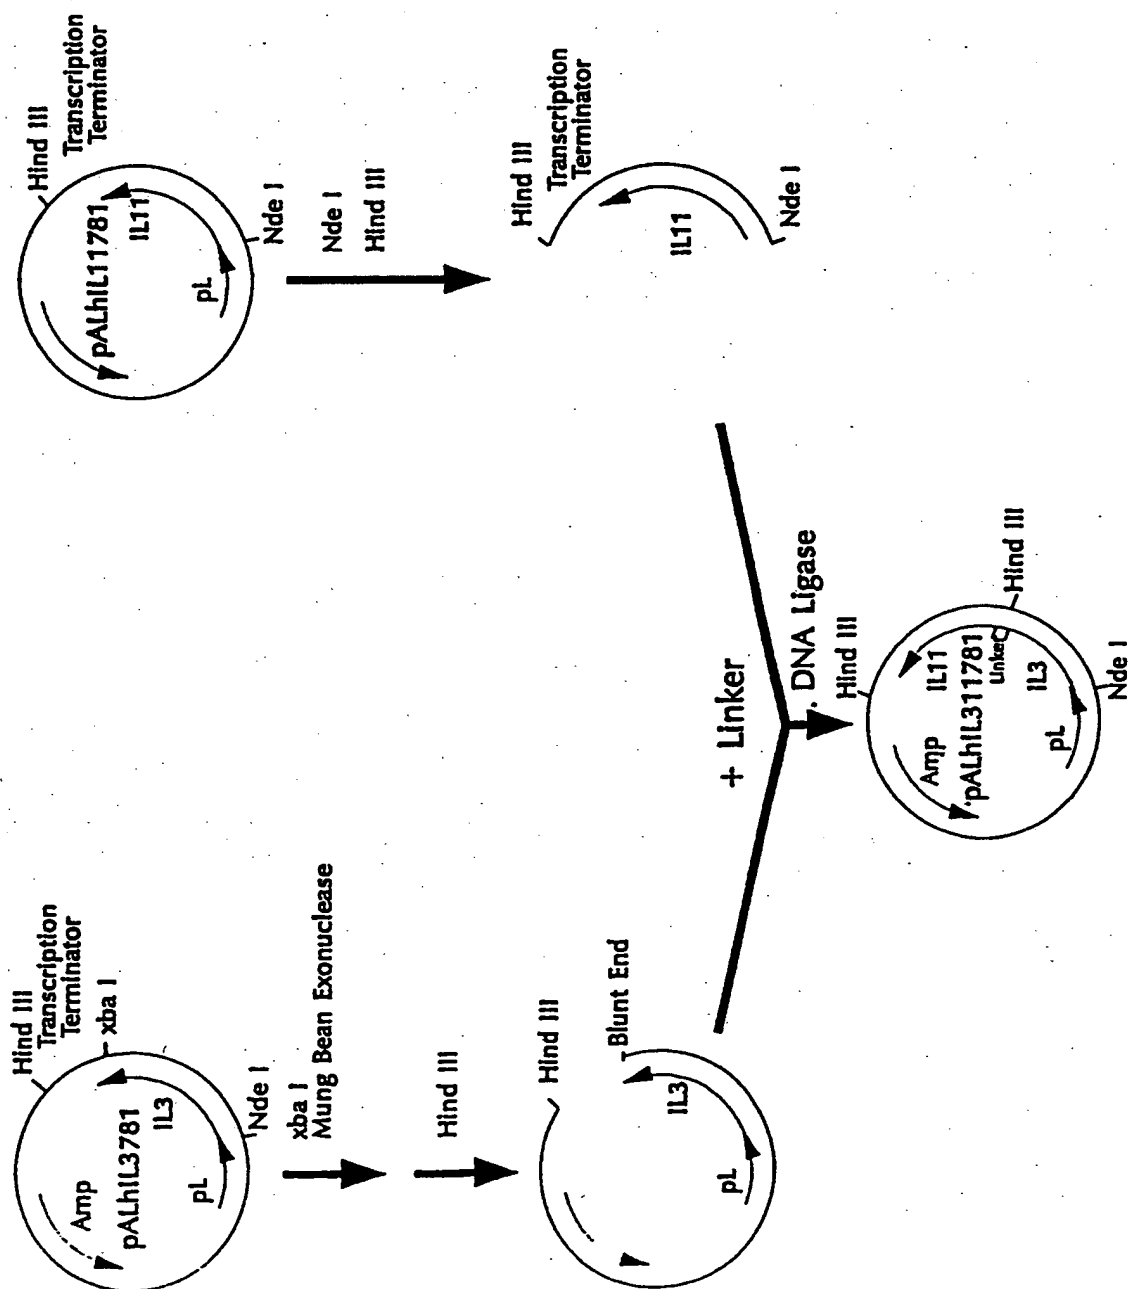 Hind III
Transcription
Terminator
xba I
Amp
pALhIL3781
IL3
pL
Nde I
xba I
Mung Bean Exonuclease
Hind III
Hind III
Blunt End
IL3
pL
Hind III
Transcription
Terminator
pALhIL11781
IL11
pL
Nde I
Nde I
Hind III
Hind III
Transcription
Terminator
IL11
Nde I
+ Linker
DNA Ligase
Hind III
Amp
IL11
pALhIL311781
Linker
Hind III
IL3
pL
Nde I